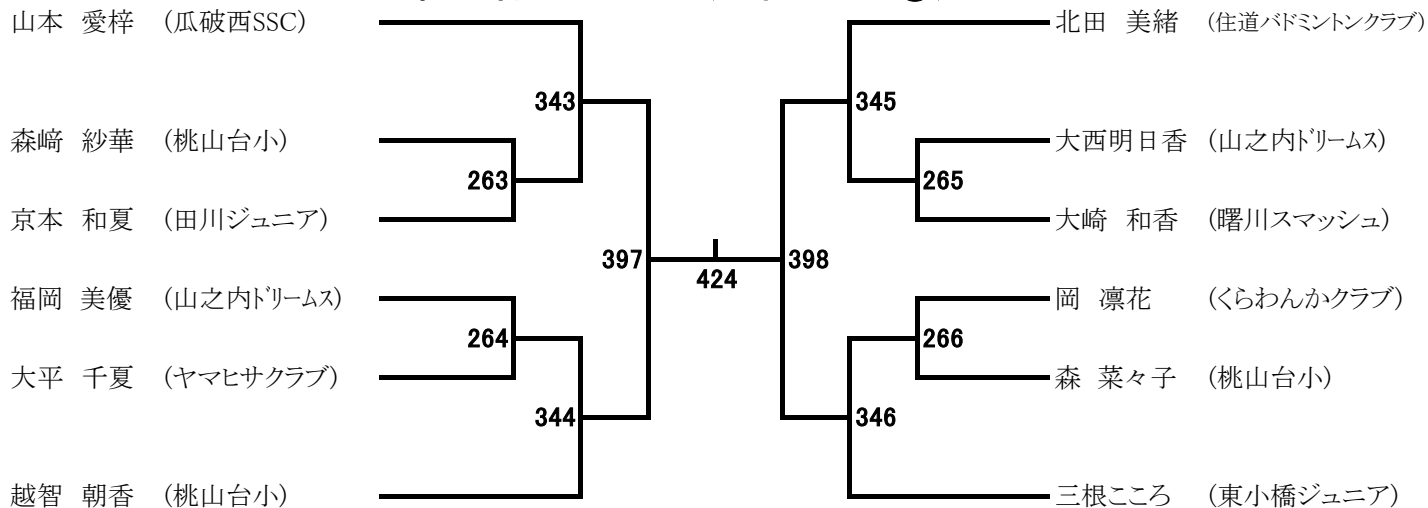 山本 愛梓 (瓜破西SSC)
森﨑 紗華 (桃山台小)
京本 和夏 (田川ジュニア)
福岡 美優 (山之内ドリームス)
大平 千夏 (ヤマヒサクラブ)
越智 朝香 (桃山台小)
343
263
264
344
397
424
398
345
265
266
346
北田 美緒 (住道バドミントンクラブ)
大西明日香 (山之内ドリームス)
大崎 和香 (曙川スマッシュ)
岡 凛花 (くらわんかクラブ)
森 菜々子 (桃山台小)
三根こころ (東小橋ジュニア)